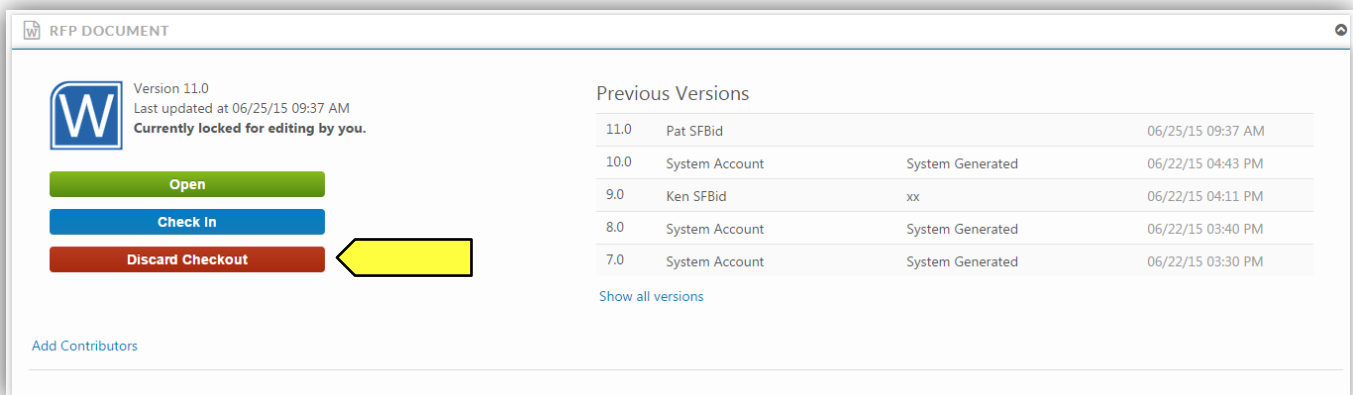 RFP DOCUMENT
W
Version 11.0
Last updated at 06/25/15 09:37 AM
Currently locked for editing by you.
Open
Check In
Discard Checkout
Add Contributors
Previous Versions
11.0 Pat SFBid 06/25/15 09:37 AM
10.0 System Account System Generated 06/22/15 04:43 PM
9.0 Ken SFBid xx 06/22/15 04:11 PM
8.0 System Account System Generated 06/22/15 03:40 PM
7.0 System Account System Generated 06/22/15 03:30 PM
Show all versions